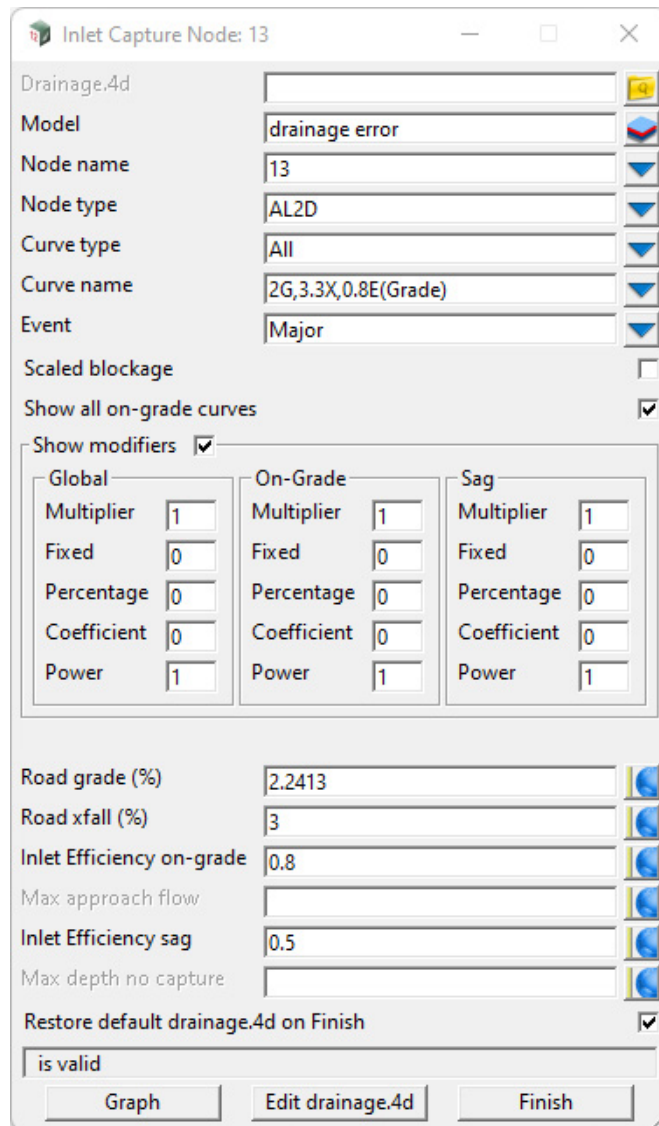 Inlet Capture Node: 13
Drainage.4d
Model drainage error
Node name 13
Node type AL2D
Curve type All
Curve name 2G,3.3X,0.8E(Grade)
Event Major
Scaled blockage
Show all on-grade curves
Show modifiers
Global On-Grade Sag
Multiplier 1 Multiplier 1 Multiplier 1
Fixed 0 Fixed 0 Fixed 0
Percentage 0 Percentage 0 Percentage 0
Coefficient 0 Coefficient 0 Coefficient 0
Power 1 Power 1 Power 1
Road grade (%) 2.2413
Road xfall (%) 3
Inlet Efficiency on-grade 0.8
Max approach flow
Inlet Efficiency sag 0.5
Max depth no capture
Restore default drainage.4d on Finish
is valid
Graph Edit drainage.4d Finish